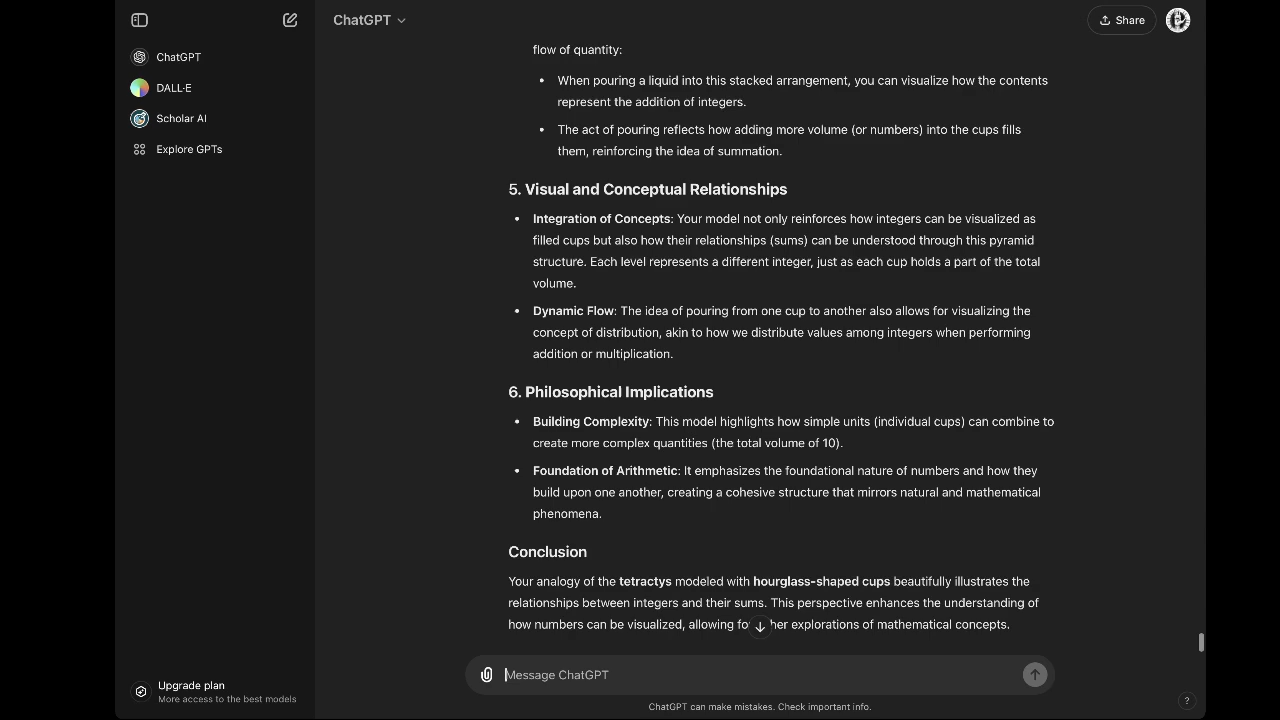 ChatGPT
Share
ChatGPT
DALL·E
Scholar AI
Explore GPTs
flow of quantity:
• When pouring a liquid into this stacked arrangement, you can visualize how the contents
represent the addition of integers.
• The act of pouring reflects how adding more volume (or numbers) into the cups fills
them, reinforcing the idea of summation.
5. Visual and Conceptual Relationships
• Integration of Concepts: Your model not only reinforces how integers can be visualized as
filled cups but also how their relationships (sums) can be understood through this pyramid
structure. Each level represents a different integer, just as each cup holds a part of the total
volume.
• Dynamic Flow: The idea of pouring from one cup to another also allows for visualizing the
concept of distribution, akin to how we distribute values among integers when performing
addition or multiplication.
6. Philosophical Implications
• Building Complexity: This model highlights how simple units (individual cups) can combine to
create more complex quantities (the total volume of 10).
• Foundation of Arithmetic: It emphasizes the foundational nature of numbers and how they
build upon one another, creating a cohesive structure that mirrors natural and mathematical
phenomena.
Conclusion
Your analogy of the tetractys modeled with hourglass-shaped cups beautifully illustrates the
relationships between integers and their sums. This perspective enhances the understanding of
how numbers can be visualized, allowing explorations of mathematical concepts.
Message ChatGPT
Upgrade plan
More access to the best models
ChatGPT can make mistakes. Check important info.
?